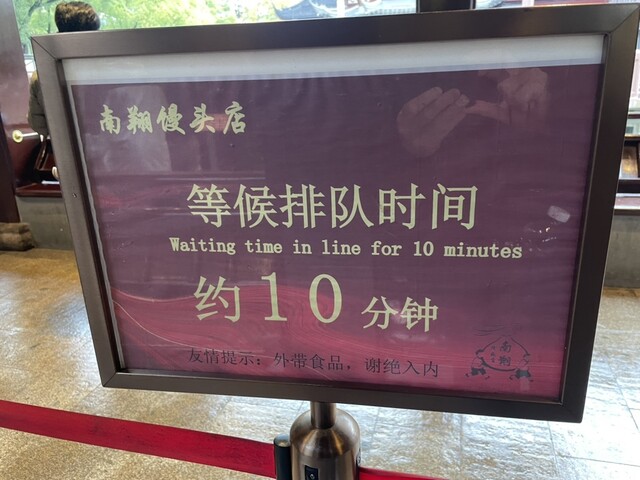 南翔馒头店
等候排队时间
Waiting time in line for 10 minutes
约10分钟
友情提示：外带食品，谢绝入内
南翔